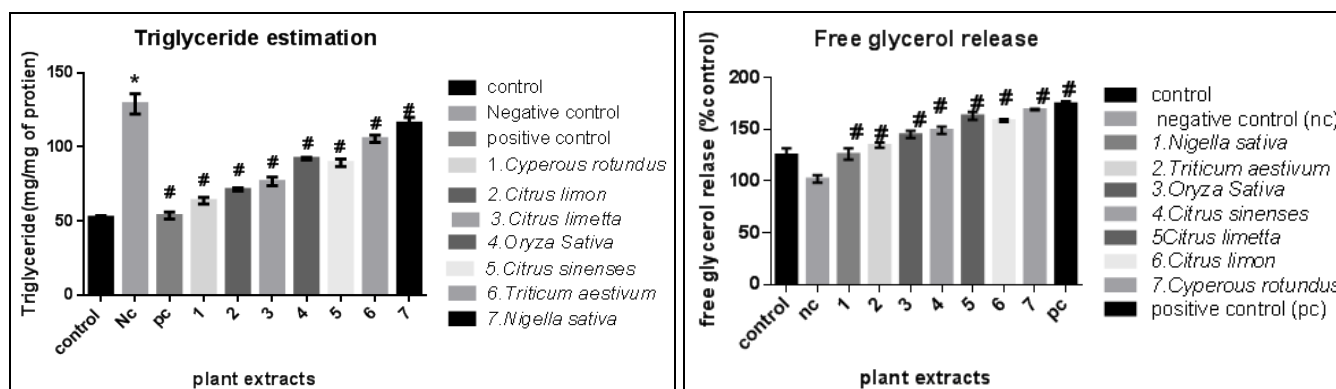 Triglyceride estimation
Triglyceride(mg/mg of protien)
150
100
50
0
*
#
#
#
#
#
#
#
#
control
Nc
pc
1
2
3
4
5
6
7
plant extracts
control
Negative control
positive control
1.Cyperous rotundus
2.Citrus limon
3.Citrus limetta
4.Oryza Sativa
5.Citrus sinenses
6.Triticum aestivum
7.Nigella sativa
Free glycerol release
free glycerol relase (%control)
200
150
100
50
0
#
#
#
#
#
#
#
#
control
nc
1
2
3
4
5
6
7
pc
plant extracts
control
negative control (nc)
1.Nigella sativa
2.Triticum aestivum
3.Oryza Sativa
4.Citrus sinenses
5Citrus limetta
6.Citrus limon
7.Cyperous rotundus
positive control (pc)